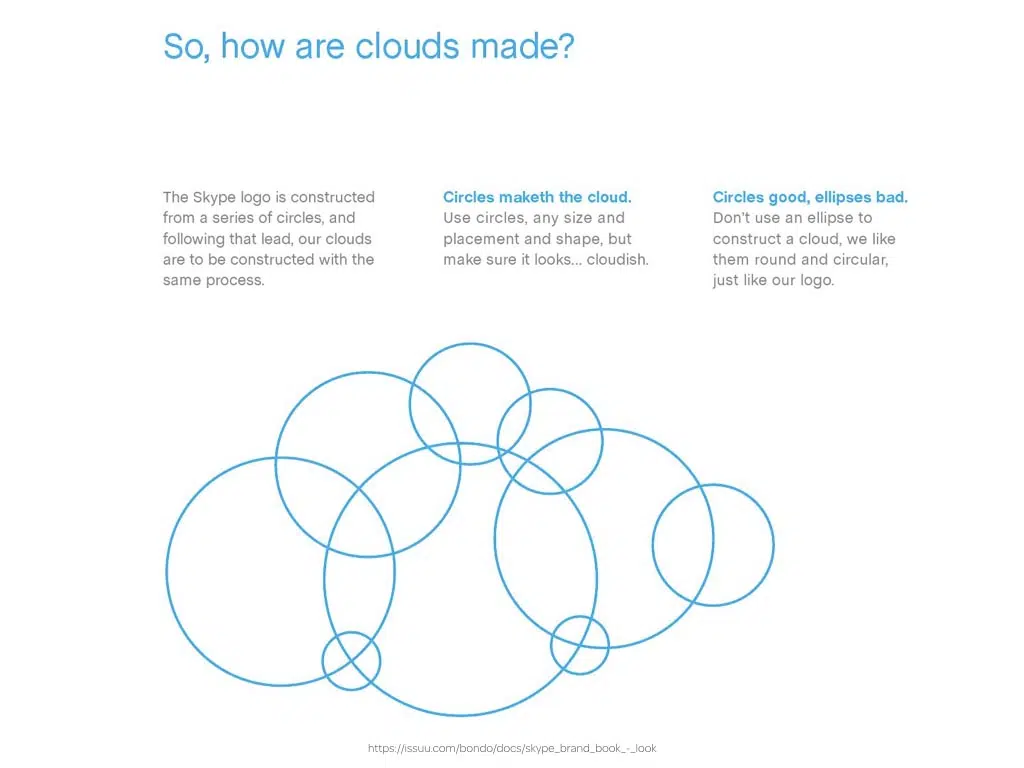 So, how are clouds made?
The Skype logo is constructed
from a series of circles, and
following that lead, our clouds
are to be constructed with the
same process.
Circles maketh the cloud.
Use circles, any size and
placement and shape, but
make sure it looks... cloudish.
Circles good, ellipses bad.
Don't use an ellipse to
construct a cloud, we like
them round and circular,
just like our logo.
https://issuu.com/bondo/docs/skype_brand_book_-_look